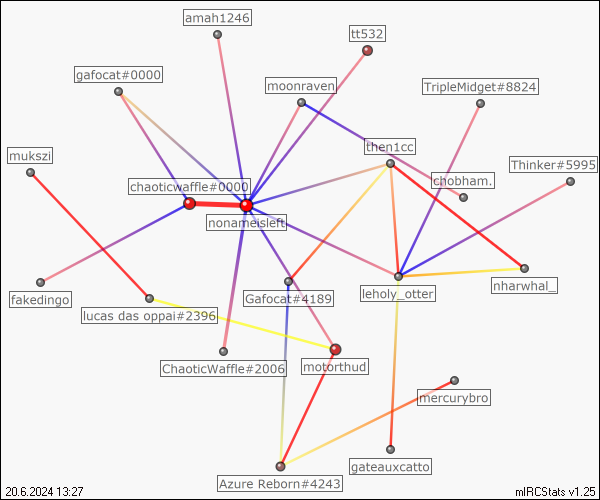 amah1246
tt532
gafocat#0000
moonraven
TripleMidget#8824
then1cc
mukszi
Thinker#5995
chobham.
chaoticwaffle#0000
nonameisleft
fakedingo
Gafocat#4189
leholy_otter
nharwhal_
lucas das oppai#2396
ChaoticWaffle#2006
motorthud
mercurybro
gateauxcatto
Azure Reborn#4243
20.6.2024 13:27
mIRCStats v1.25